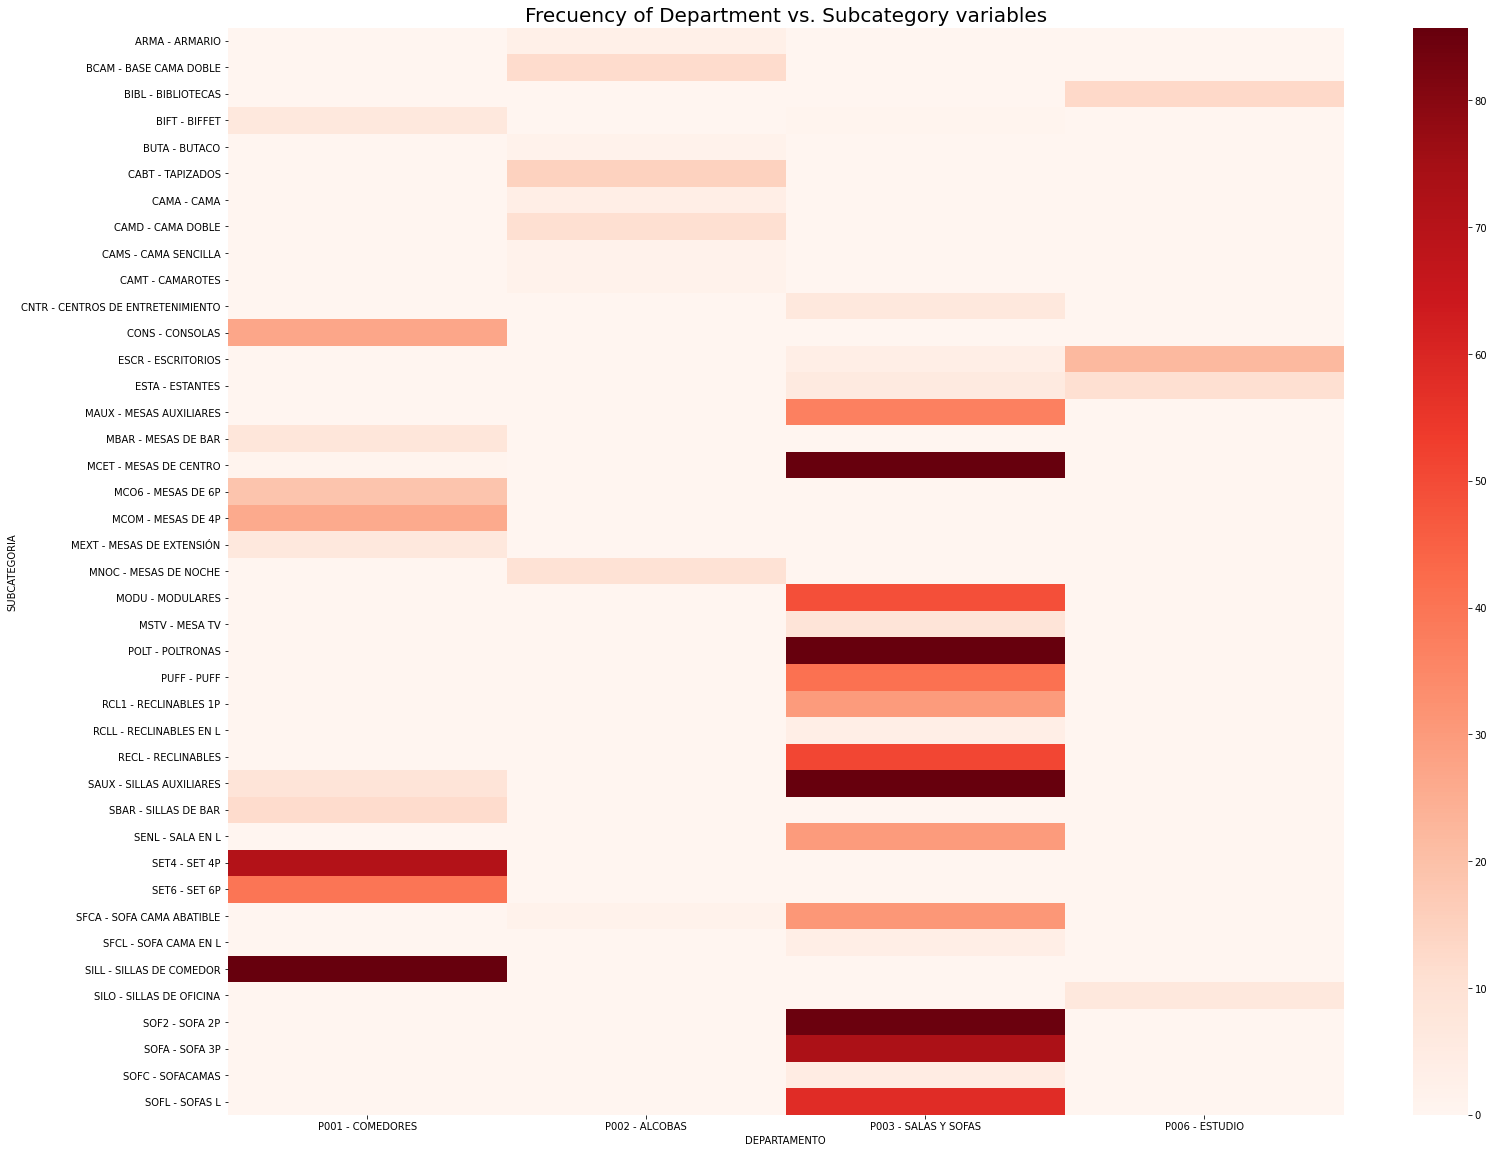 Frecuency of Department vs. Subcategory variables
ARMA - ARMARIO
BCAM - BASE CAMA DOBLE
BIBL - BIBLIOTECAS
BIFT - BIFFET
BUTA - BUTACO
CABT - TAPIZADOS
CAMA - CAMA
CAMD - CAMA DOBLE
CAMS - CAMA SENCILLA
CAMT - CAMAROTES
CNTR - CENTROS DE ENTRETENIMIENTO
CONS - CONSOLAS
ESCR - ESCRITORIOS
ESTA - ESTANTES
MAUX - MESAS AUXILIARES
MBAR - MESAS DE BAR
MCET - MESAS DE CENTRO
MCO6 - MESAS DE 6P
MCOM - MESAS DE 4P
MEXT - MESAS DE EXTENSIÓN
MNOC - MESAS DE NOCHE
MODU - MODULARES
MSTV - MESA TV
POLT - POLTRONAS
PUFF - PUFF
RCL1 - RECLINABLES 1P
RCLL - RECLINABLES EN L
RECL - RECLINABLES
SAUX - SILLAS AUXILIARES
SBAR - SILLAS DE BAR
SENL - SALA EN L
SET4 - SET 4P
SET6 - SET 6P
SFCA - SOFA CAMA ABATIBLE
SFCL - SOFA CAMA EN L
SILL - SILLAS DE COMEDOR
SILO - SILLAS DE OFICINA
SOF2 - SOFA 2P
SOFA - SOFA 3P
SOFC - SOFACAMAS
SOFL - SOFAS L
SUBCATEGORIA
P001 - COMEDORES
P002 - ALCOBAS
P003 - SALAS Y SOFAS
P006 - ESTUDIO
DEPARTAMENTO
80
70
60
50
40
30
20
10
0